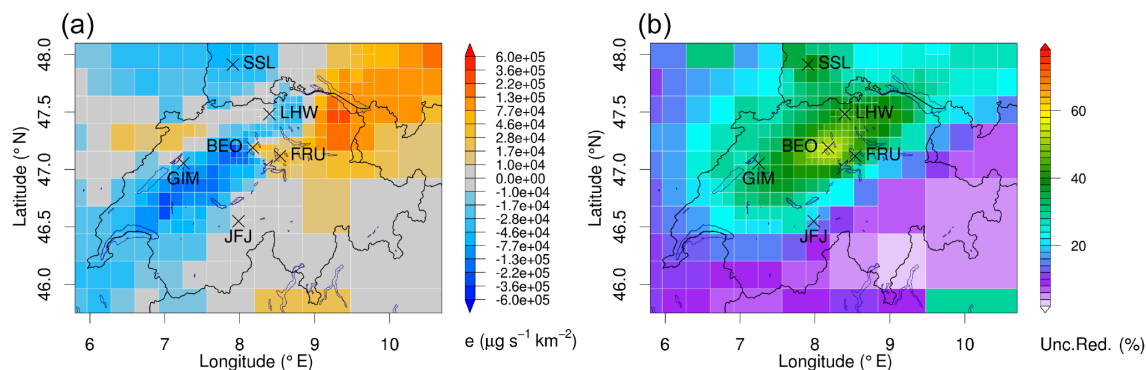 (a)
48.0
47.5
47.0
46.5
46.0
Latitude (°N)
SSL
LHW
BEO
FRU
GIM
JFJ
6
7
8
9
10
Longitude (° E)
6.0e+05
3.6e+05
2.2e+05
1.3e+05
7.7e+04
4.6e+04
2.8e+04
1.7e+04
1.0e+04
0.0e+00
-1.0e+04
-1.7e+04
-2.8e+04
-4.6e+04
-7.7e+04
-1.3e+05
-2.2e+05
-3.6e+05
-6.0e+05
e (μg s⁻¹ km⁻²)
(b)
48.0
47.5
47.0
46.5
46.0
Latitude (°N)
SSL
LHW
BEO
FRU
GIM
JFJ
6
7
8
9
10
Longitude (° E)
60
40
20
Unc.Red. (%)